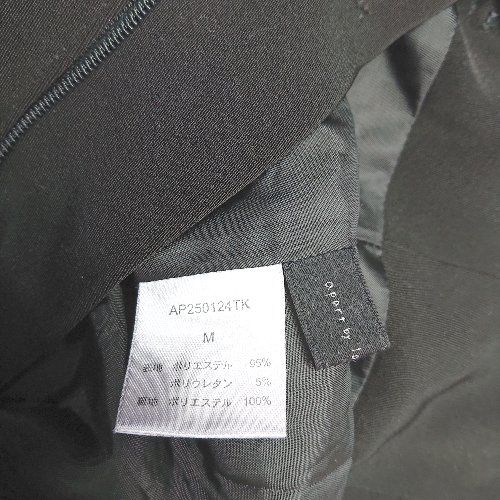 AP250124TK
M
表地 ポリエステル 95%
ポリウレタン 5%
裏地 ポリエステル 100%
apart by